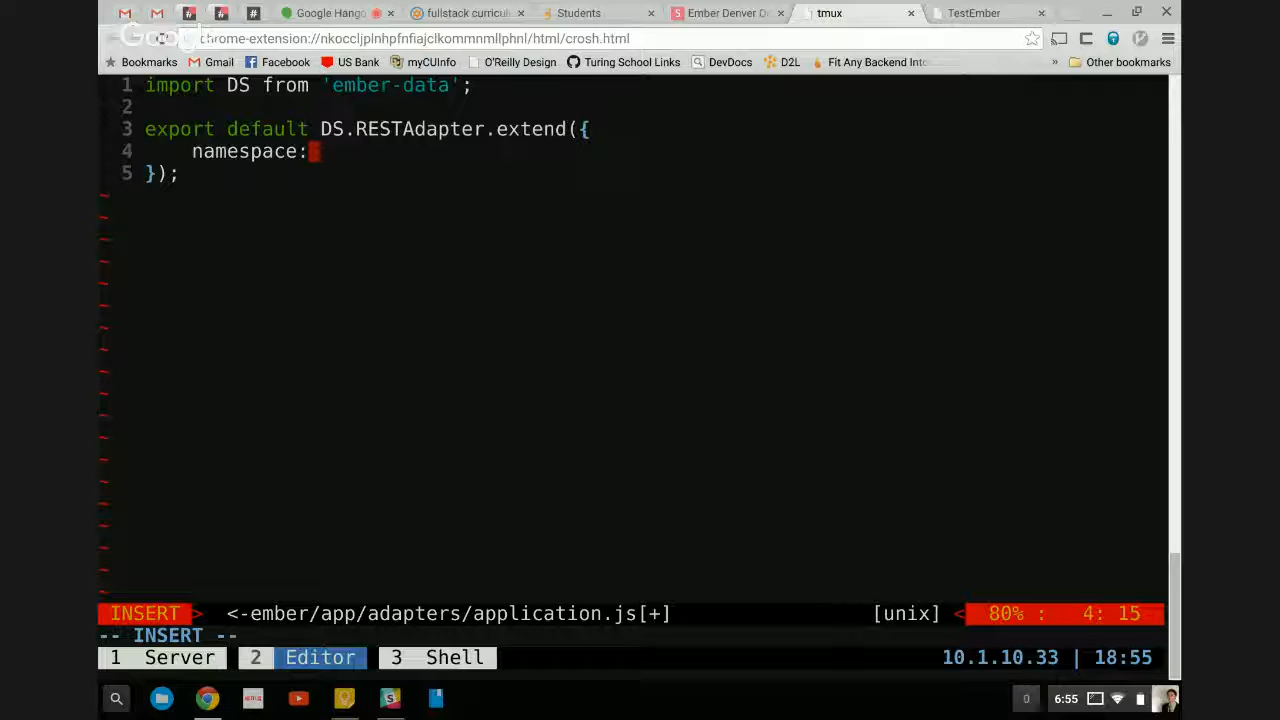 Google Hango
fullstack curricul
Students
Ember Denver O
tmux
TestEmber
chrome-extension://nkoccljplnhpfnfiajclkommnmllphnl/html/crosh.html
Bookmarks Gmail Facebook US Bank myCUInfo O'Reilly Design Turing School Links DevDocs D2L Fit Any Backend Into » Other bookmarks
1 import DS from 'ember-data';
2
3 export default DS.RESTAdapter.extend({
4 namespace:
5 });
INSERT > <-ember/app/adapters/application.js[+] [unix] < 80% : 4: 15
-- INSERT --
1 Server 2 Editor 3 Shell 10.1.10.33 | 18:55
0 6:55